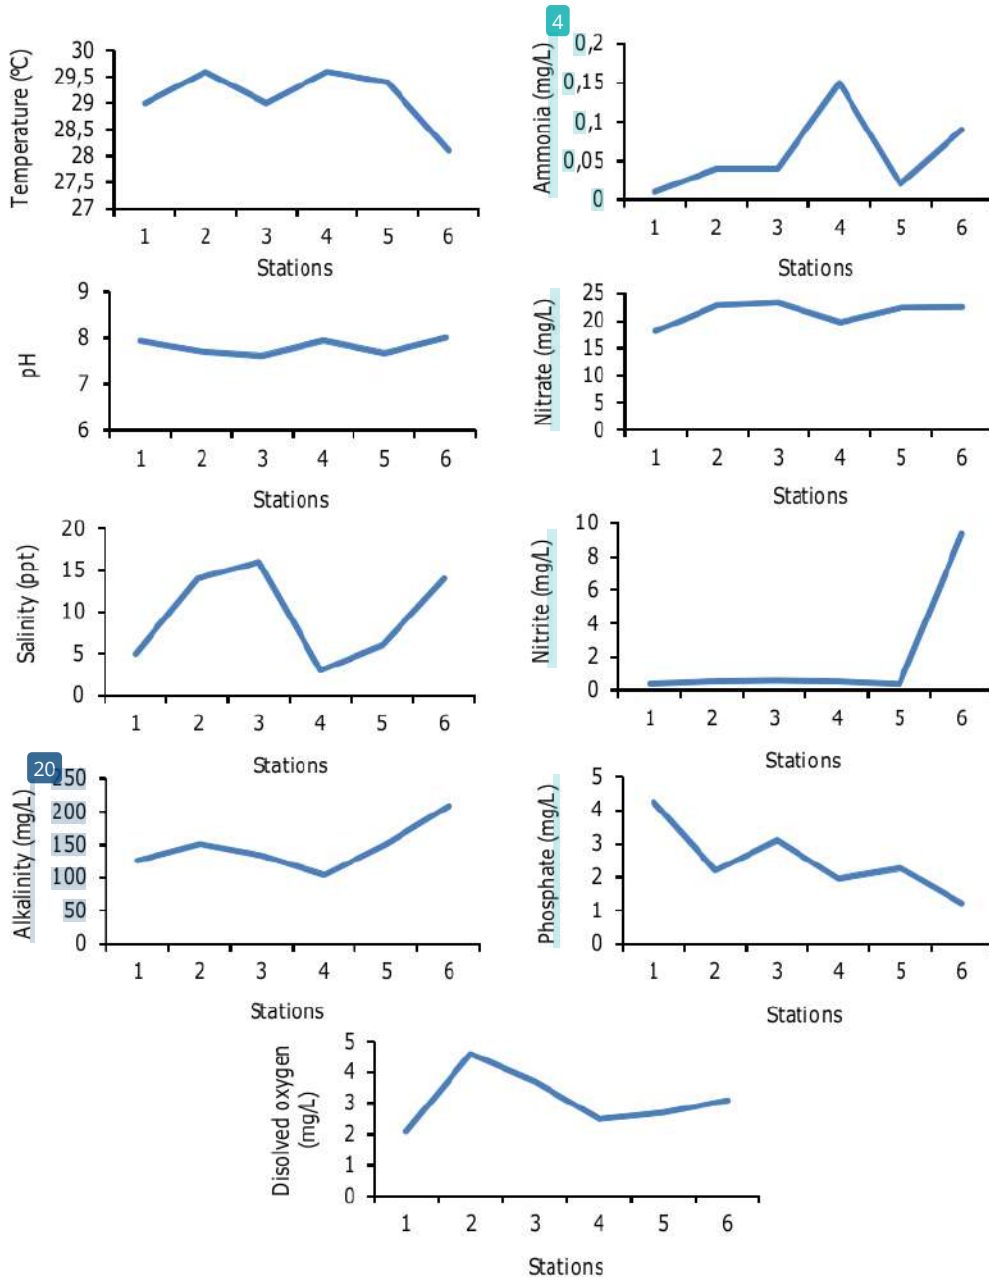 4
Temperature (ºC)
30
29,5
29
28,5
28
27,5
27
1 2 3 4 5 6
Stations
Ammonia (mg/L)
0,2
0,15
0,1
0,05
0
1 2 3 4 5 6
Stations
pH
9
8
7
6
1 2 3 4 5 6
Stations
Nitrate (mg/L)
25
20
15
10
5
0
1 2 3 4 5 6
Stations
Salinity (ppt)
20
15
10
5
0
1 2 3 4 5 6
Stations
Nitrite (mg/L)
10
8
6
4
2
0
1 2 3 4 5 6
Stations
20
Alkalinity (mg/L)
250
200
150
100
50
0
1 2 3 4 5 6
Stations
Phosphate (mg/L)
5
4
3
2
1
0
1 2 3 4 5 6
Stations
Disolved oxygen
(mg/L)
5
4
3
2
1
0
1 2 3 4 5 6
Stations